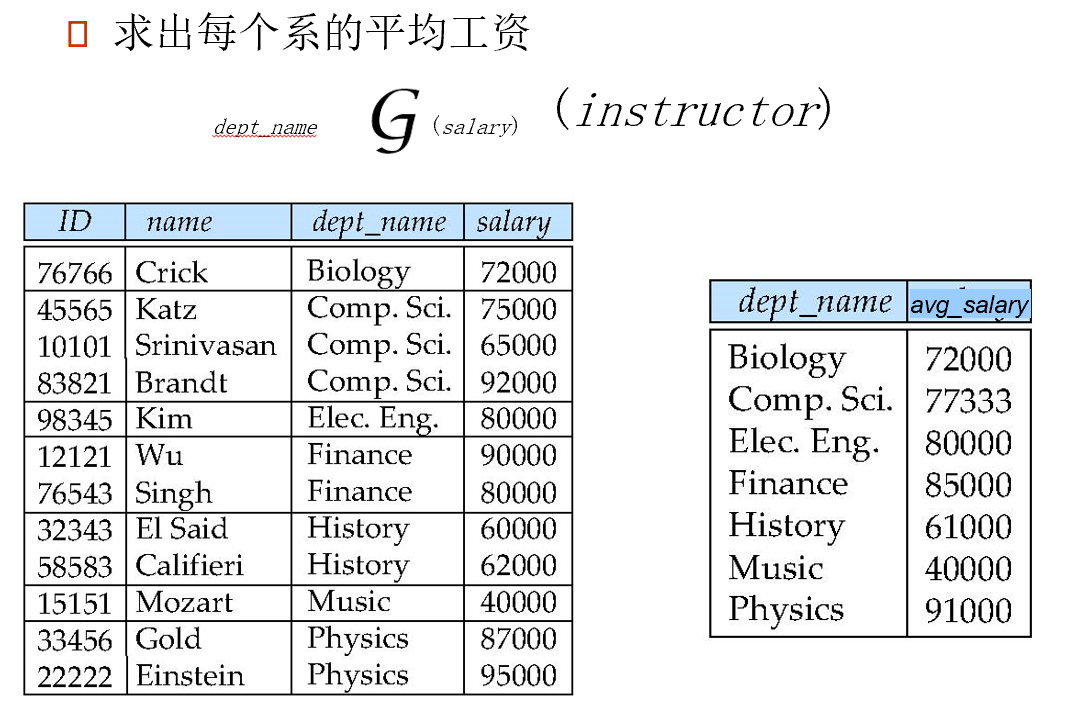 求出每个系的平均工资
dept_name G (salary) (instructor)
ID name dept_name salary
76766 Crick Biology 72000
45565 Katz Comp. Sci. 75000
10101 Srinivasan Comp. Sci. 65000
83821 Brandt Comp. Sci. 92000
98345 Kim Elec. Eng. 80000
12121 Wu Finance 90000
76543 Singh Finance 80000
32343 El Said History 60000
58583 Califieri History 62000
15151 Mozart Music 40000
33456 Gold Physics 87000
22222 Einstein Physics 95000
dept_name avg_salary
Biology 72000
Comp. Sci. 77333
Elec. Eng. 80000
Finance 85000
History 61000
Music 40000
Physics 91000